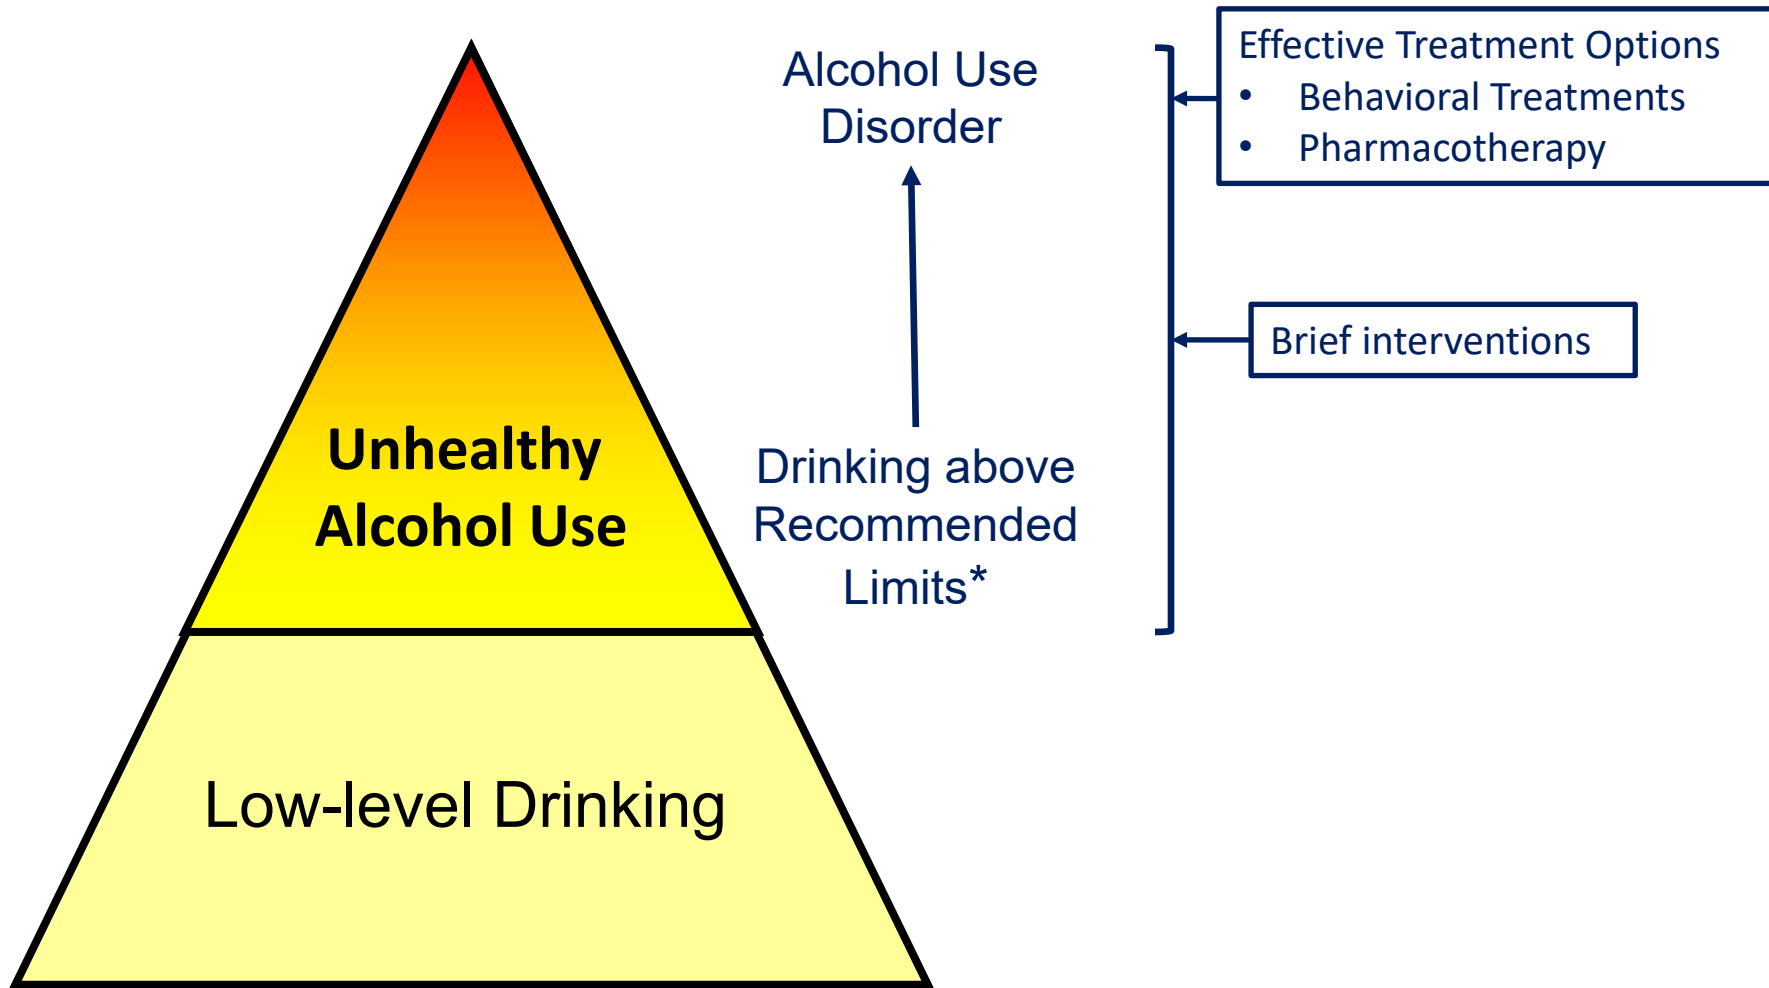 Unhealthy
Alcohol Use
Low-level Drinking
Alcohol Use
Disorder
Drinking above
Recommended
Limits*
Effective Treatment Options
• Behavioral Treatments
• Pharmacotherapy
Brief interventions